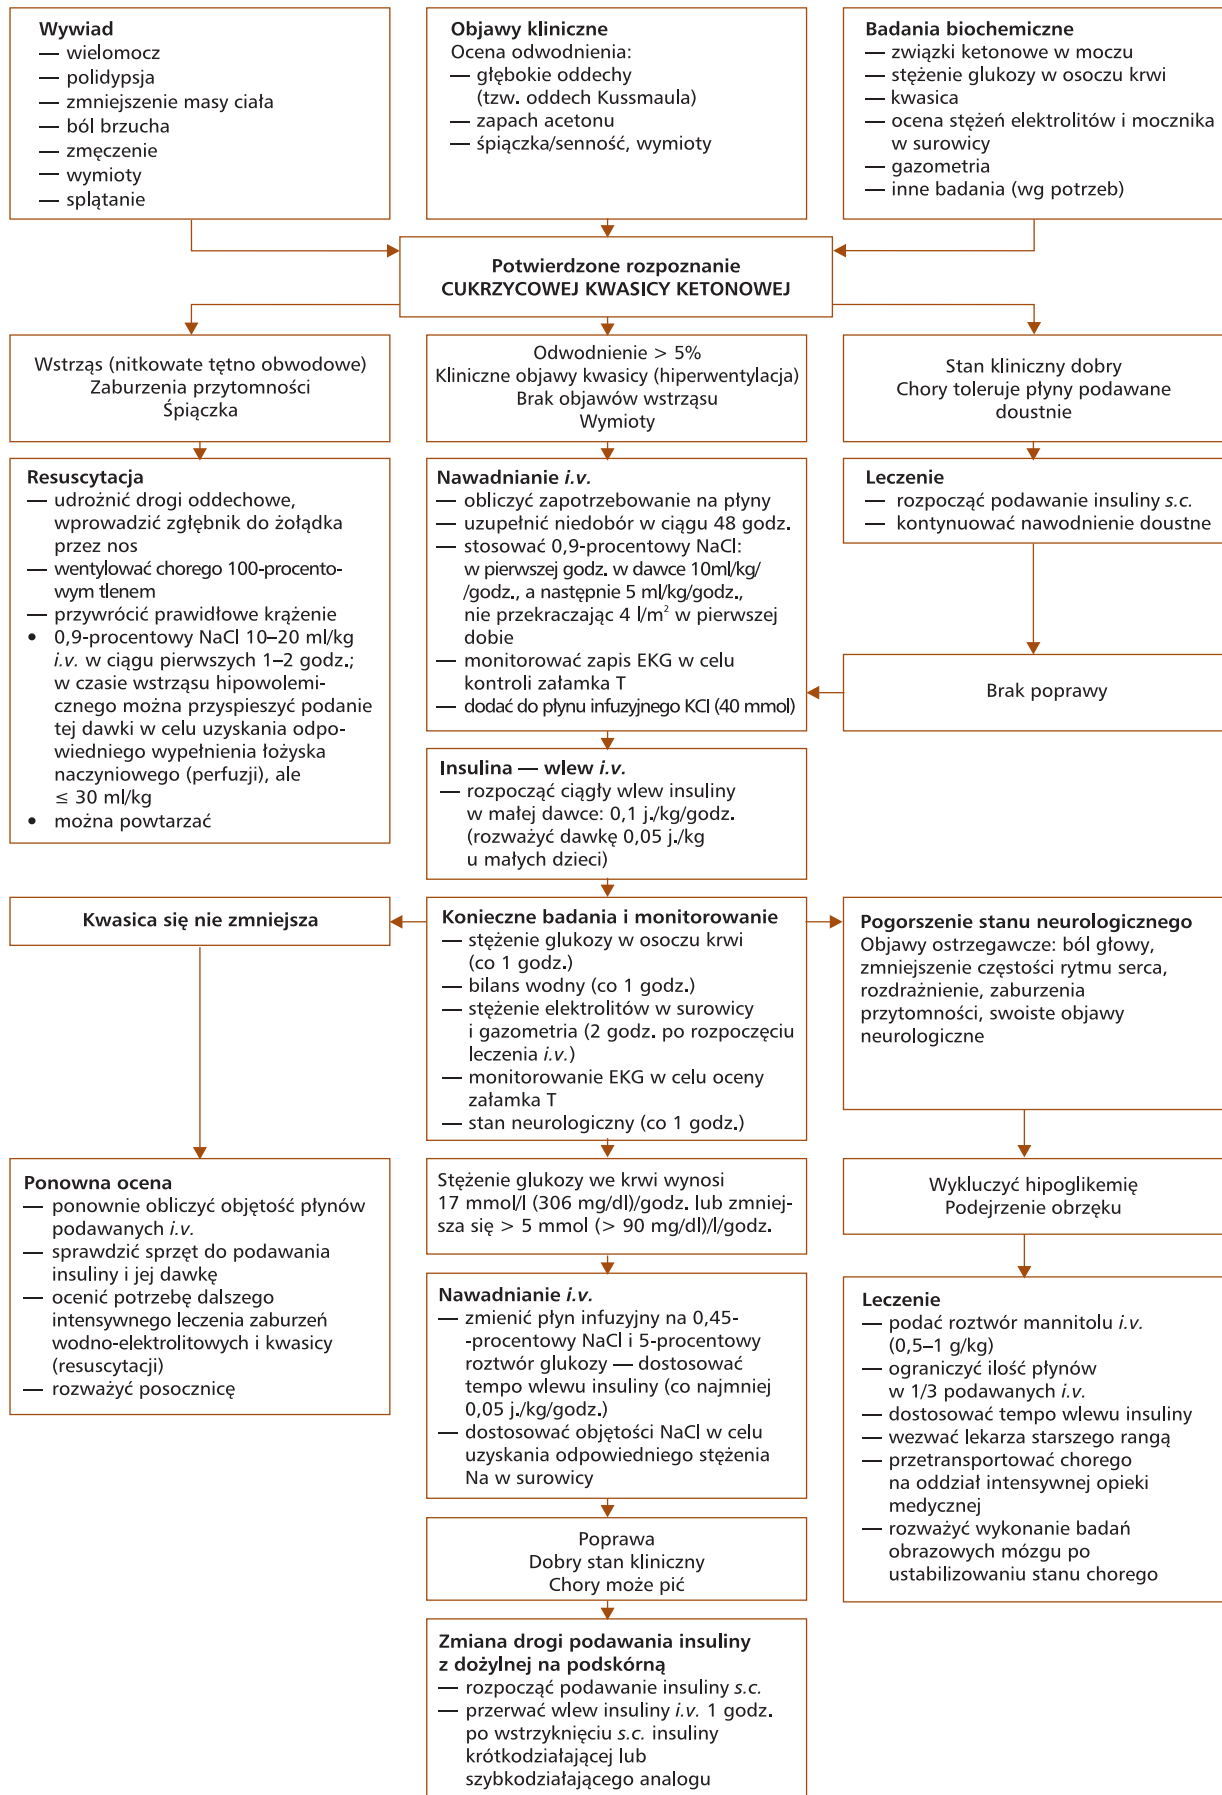 Wywiad
— wielomocz
— polidypsja
— zmniejszenie masy ciała
— ból brzucha
— zmęczenie
— wymioty
— splątanie
Objawy kliniczne
Ocena odwodnienia:
— głębokie oddechy
(tzw. oddech Kussmaula)
— zapach acetonu
— śpiączka/senność, wymioty
Badania biochemiczne
— związki ketonowe w moczu
— stężenie glukozy w osoczu krwi
— kwasica
— ocena stężeń elektrolitów i mocznika
w surowicy
— gazometria
— inne badania (wg potrzeb)
Potwierdzone rozpoznanie
CUKRZYCOWEJ KWASICY KETONOWEJ
Wstrząs (nitkowate tętno obwodowe)
Zaburzenia przytomności
Śpiączka
Odwodnienie > 5%
Kliniczne objawy kwasicy (hiperwentylacja)
Brak objawów wstrząsu
Wymioty
Stan kliniczny dobry
Chory toleruje płyny podawane
doustnie
Resuscytacja
— udrożnić drogi oddechowe,
wprowadzić zgłębnik do żołądka
przez nos
— wentylować chorego 100-procento-
wym tlenem
— przywrócić prawidłowe krążenie
• 0,9-procentowy NaCl 10–20 ml/kg
i.v. w ciągu pierwszych 1–2 godz.;
w czasie wstrząsu hipowolemi-
cznego można przyspieszyć podanie
tej dawki w celu uzyskania odpo-
wiedniego wypełnienia łożyska
naczyniowego (perfuzji), ale
≤ 30 ml/kg
• można powtarzać
Nawadnianie i.v.
— obliczyć zapotrzebowanie na płyny
— uzupełnić niedobór w ciągu 48 godz.
— stosować 0,9-procentowy NaCl:
w pierwszej godz. w dawce 10ml/kg/
/godz., a następnie 5 ml/kg/godz.,
nie przekraczając 4 l/m² w pierwszej
dobie
— monitorować zapis EKG w celu
kontroli załamka T
— dodać do płynu infuzyjnego KCl (40 mmol)
Leczenie
— rozpocząć podawanie insuliny s.c.
— kontynuować nawodnienie doustne
Brak poprawy
Insulina — wlew i.v.
— rozpocząć ciągły wlew insuliny
w małej dawce: 0,1 j./kg/godz.
(rozważyć dawkę 0,05 j./kg
u małych dzieci)
Kwasica się nie zmniejsza
Konieczne badania i monitorowanie
— stężenie glukozy w osoczu krwi
(co 1 godz.)
— bilans wodny (co 1 godz.)
— stężenie elektrolitów w surowicy
i gazometria (2 godz. po rozpoczęciu
leczenia i.v.)
— monitorowanie EKG w celu oceny
załamka T
— stan neurologiczny (co 1 godz.)
Pogorszenie stanu neurologicznego
Objawy ostrzegawcze: ból głowy,
zmniejszenie częstości rytmu serca,
rozdrażnienie, zaburzenia
przytomności, swoiste objawy
neurologiczne
Ponowna ocena
— ponownie obliczyć objętość płynów
podawanych i.v.
— sprawdzić sprzęt do podawania
insuliny i jej dawkę
— ocenić potrzebę dalszego
intensywnego leczenia zaburzeń
wodno-elektrolitowych i kwasicy
(resuscytacji)
— rozważyć posocznicę
Stężenie glukozy we krwi wynosi
17 mmol/l (306 mg/dl)/godz. lub zmniej-
sza się > 5 mmol (> 90 mg/dl)/l/godz.
Wykluczyć hipoglikemię
Podejrzenie obrzęku
Nawadnianie i.v.
— zmienić płyn infuzyjny na 0,45-
-procentowy NaCl i 5-procentowy
roztwór glukozy — dostosować
tempo wlewu insuliny (co najmniej
0,05 j./kg/godz.)
— dostosować objętości NaCl w celu
uzyskania odpowiedniego stężenia
Na w surowicy
Leczenie
— podać roztwór mannitolu i.v.
(0,5–1 g/kg)
— ograniczyć ilość płynów
w 1/3 podawanych i.v.
— dostosować tempo wlewu insuliny
— wezwać lekarza starszego rangą
— przetransportować chorego
na oddział intensywnej opieki
medycznej
— rozważyć wykonanie badań
obrazowych mózgu po
ustabilizowaniu stanu chorego
Poprawa
Dobry stan kliniczny
Chory może pić
Zmiana drogi podawania insuliny
z dożylnej na podskórną
— rozpocząć podawanie insuliny s.c.
— przerwać wlew insuliny i.v. 1 godz.
po wstrzyknięciu s.c. insuliny
krótkodziałającej lub
szybkodziałającego analogu